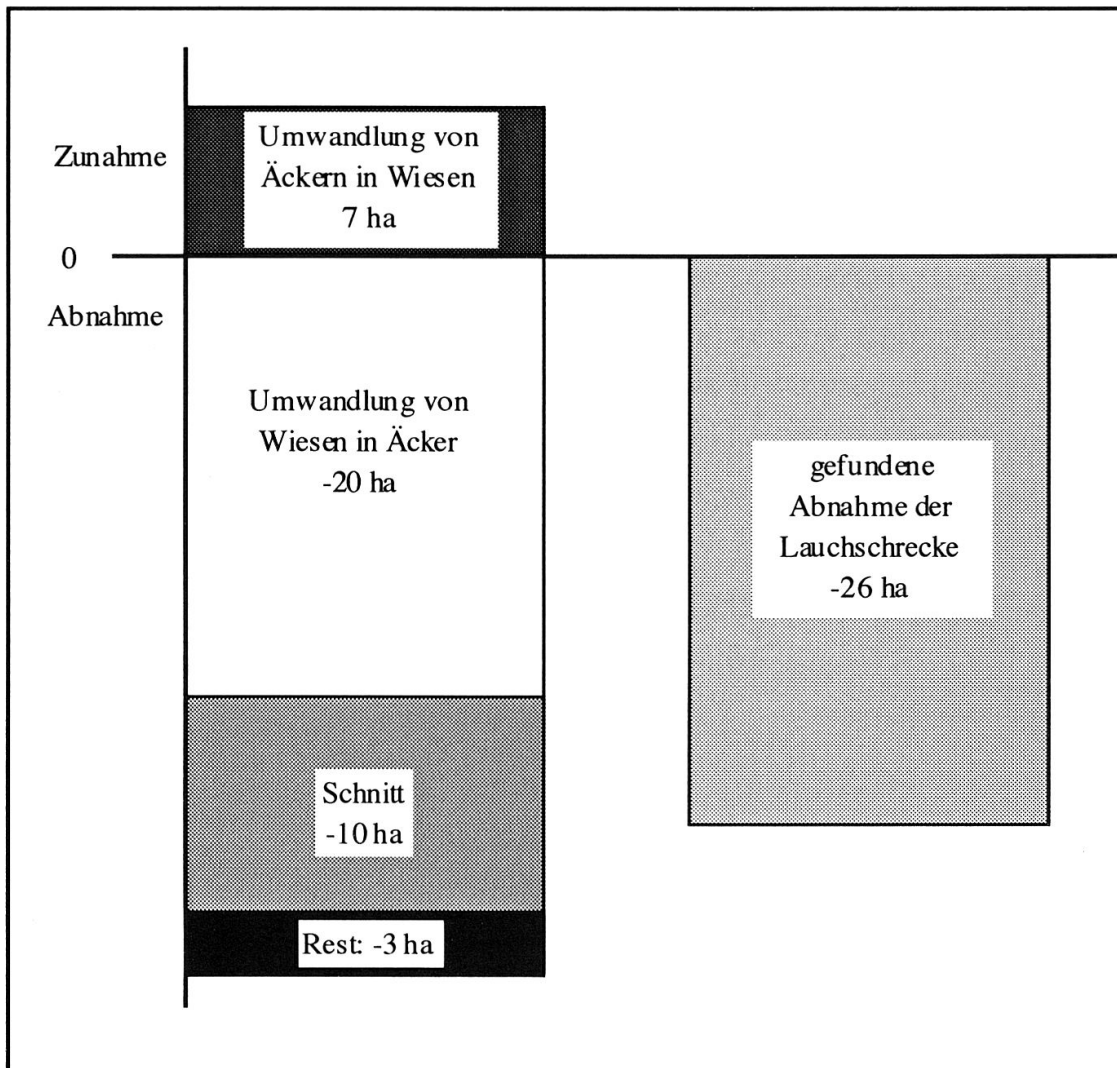 Zunahme
Umwandlung von
Äckern in Wiesen
7 ha
0
Abnahme
Umwandlung von
Wiesen in Äcker
-20 ha
gefundene
Abnahme der
Lauchschrecke
-26 ha
Schnitt
-10 ha
Rest: -3 ha